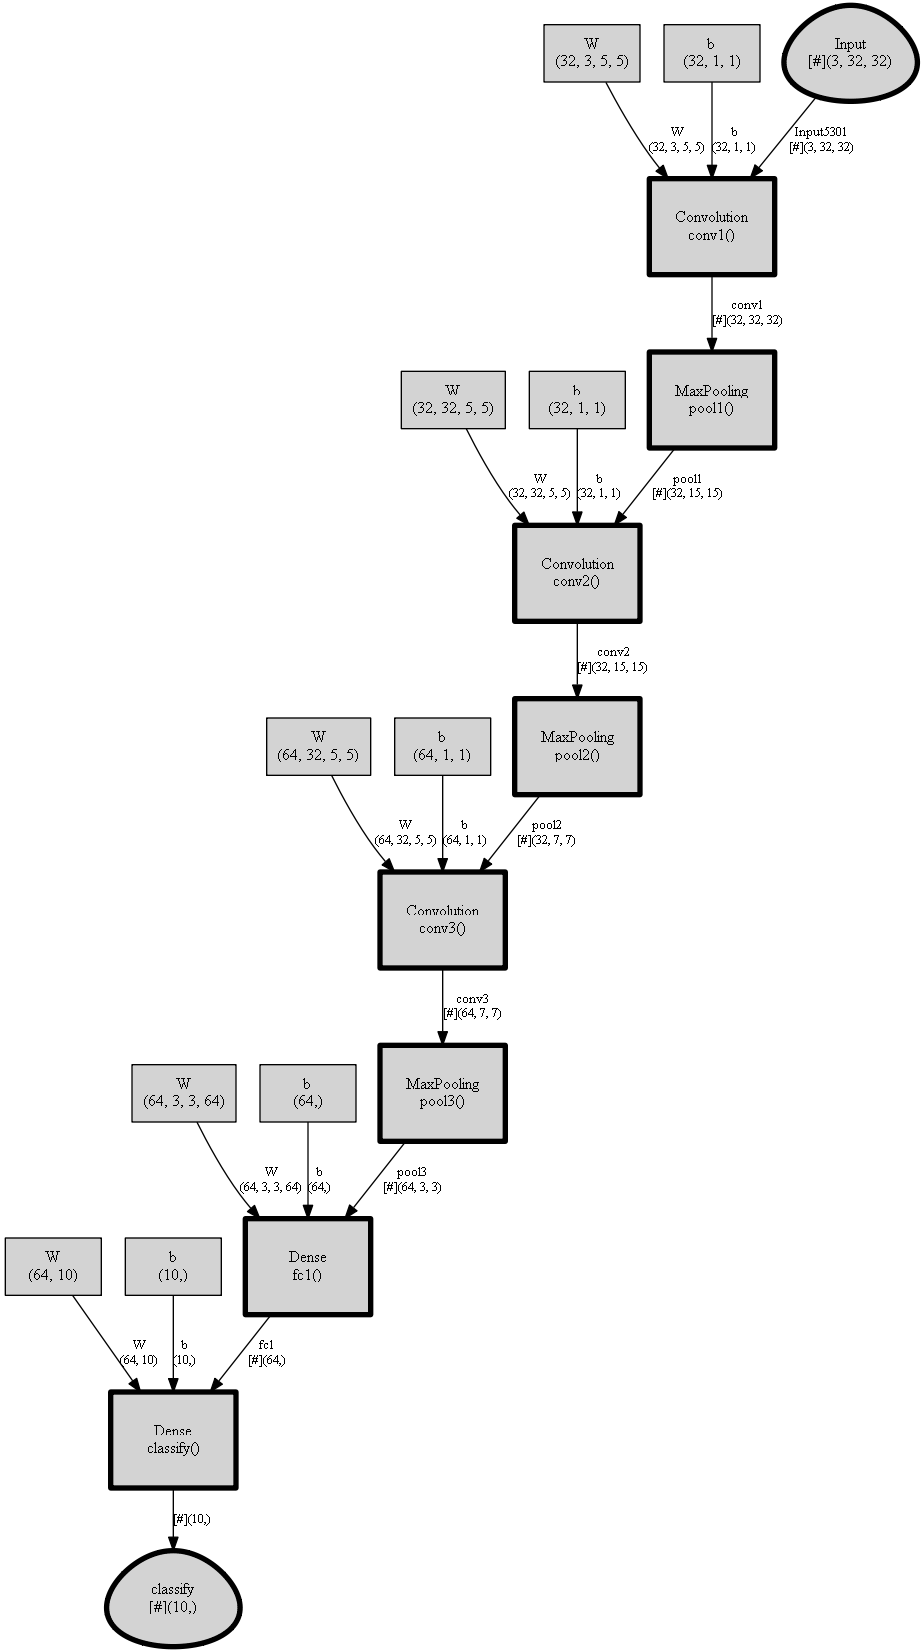 W
(32, 3, 5, 5)
b
(32, 1, 1)
Input
[#](3, 32, 32)
W
(32, 3, 5, 5)
b
(32, 1, 1)
Input5301
[#](3, 32, 32)
Convolution
conv1()
conv1
[#](32, 32, 32)
W
(32, 32, 5, 5)
b
(32, 1, 1)
MaxPooling
pool1()
W
(32, 32, 5, 5)
b
(32, 1, 1)
pool1
[#](32, 15, 15)
Convolution
conv2()
conv2
[#](32, 15, 15)
W
(64, 32, 5, 5)
b
(64, 1, 1)
MaxPooling
pool2()
W
(64, 32, 5, 5)
b
(64, 1, 1)
pool2
[#](32, 7, 7)
Convolution
conv3()
conv3
[#](64, 7, 7)
W
(64, 3, 3, 64)
b
(64,)
MaxPooling
pool3()
W
(64, 3, 3, 64)
b
(64,)
pool3
[#](64, 3, 3)
W
(64, 10)
b
(10,)
Dense
fc1()
W
(64, 10)
b
(10,)
fc1
[#](64,)
Dense
classify()
[#](10,)
classify
[#](10,)